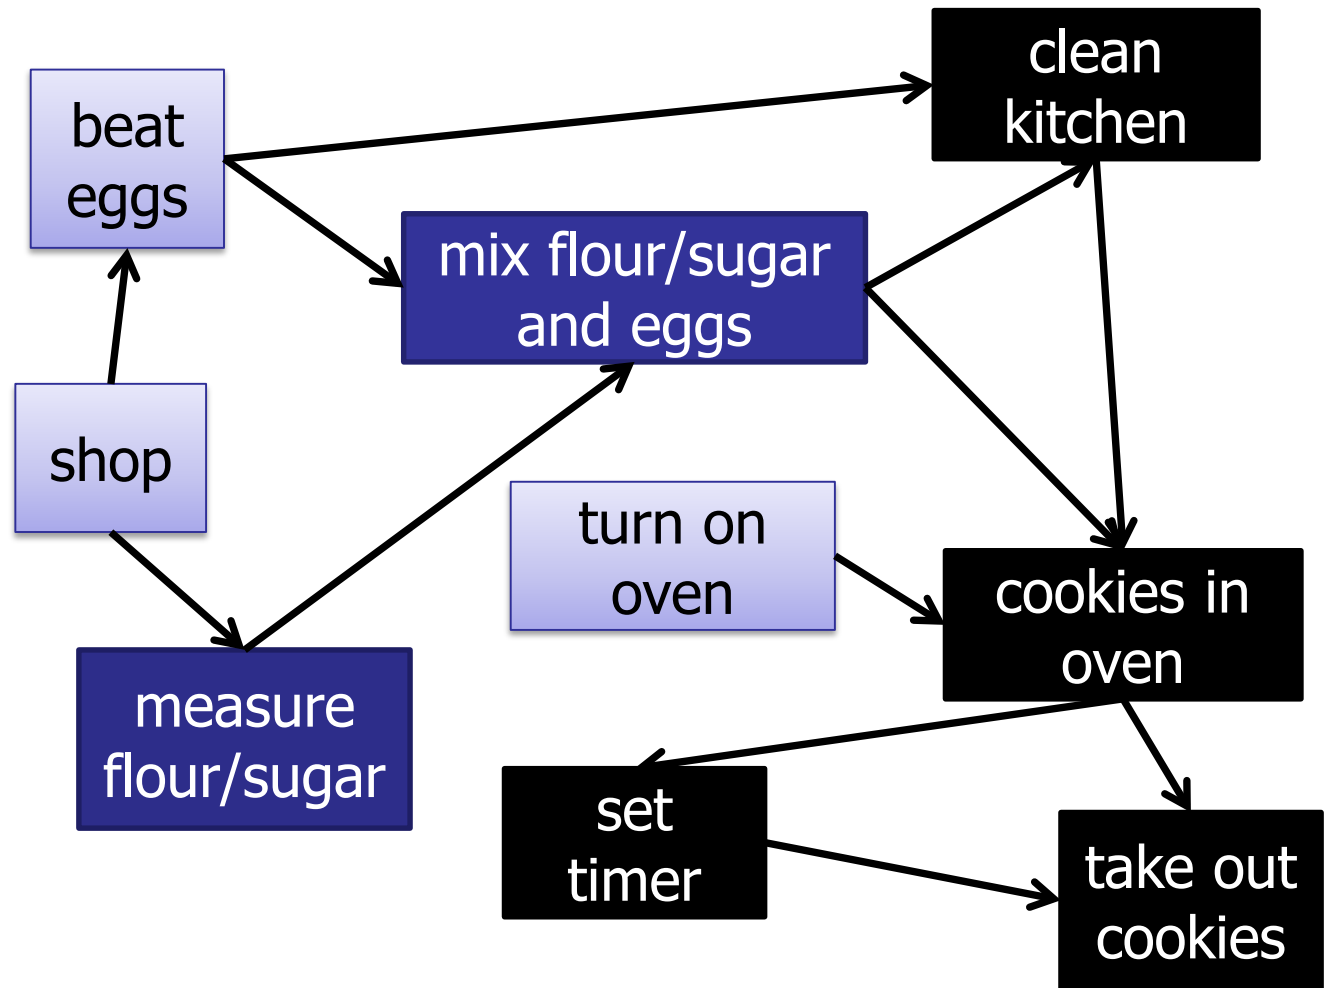 clean
kitchen
beat
eggs
mix flour/sugar
and eggs
shop
turn on
oven
cookies in
oven
measure
flour/sugar
set
timer
take out
cookies